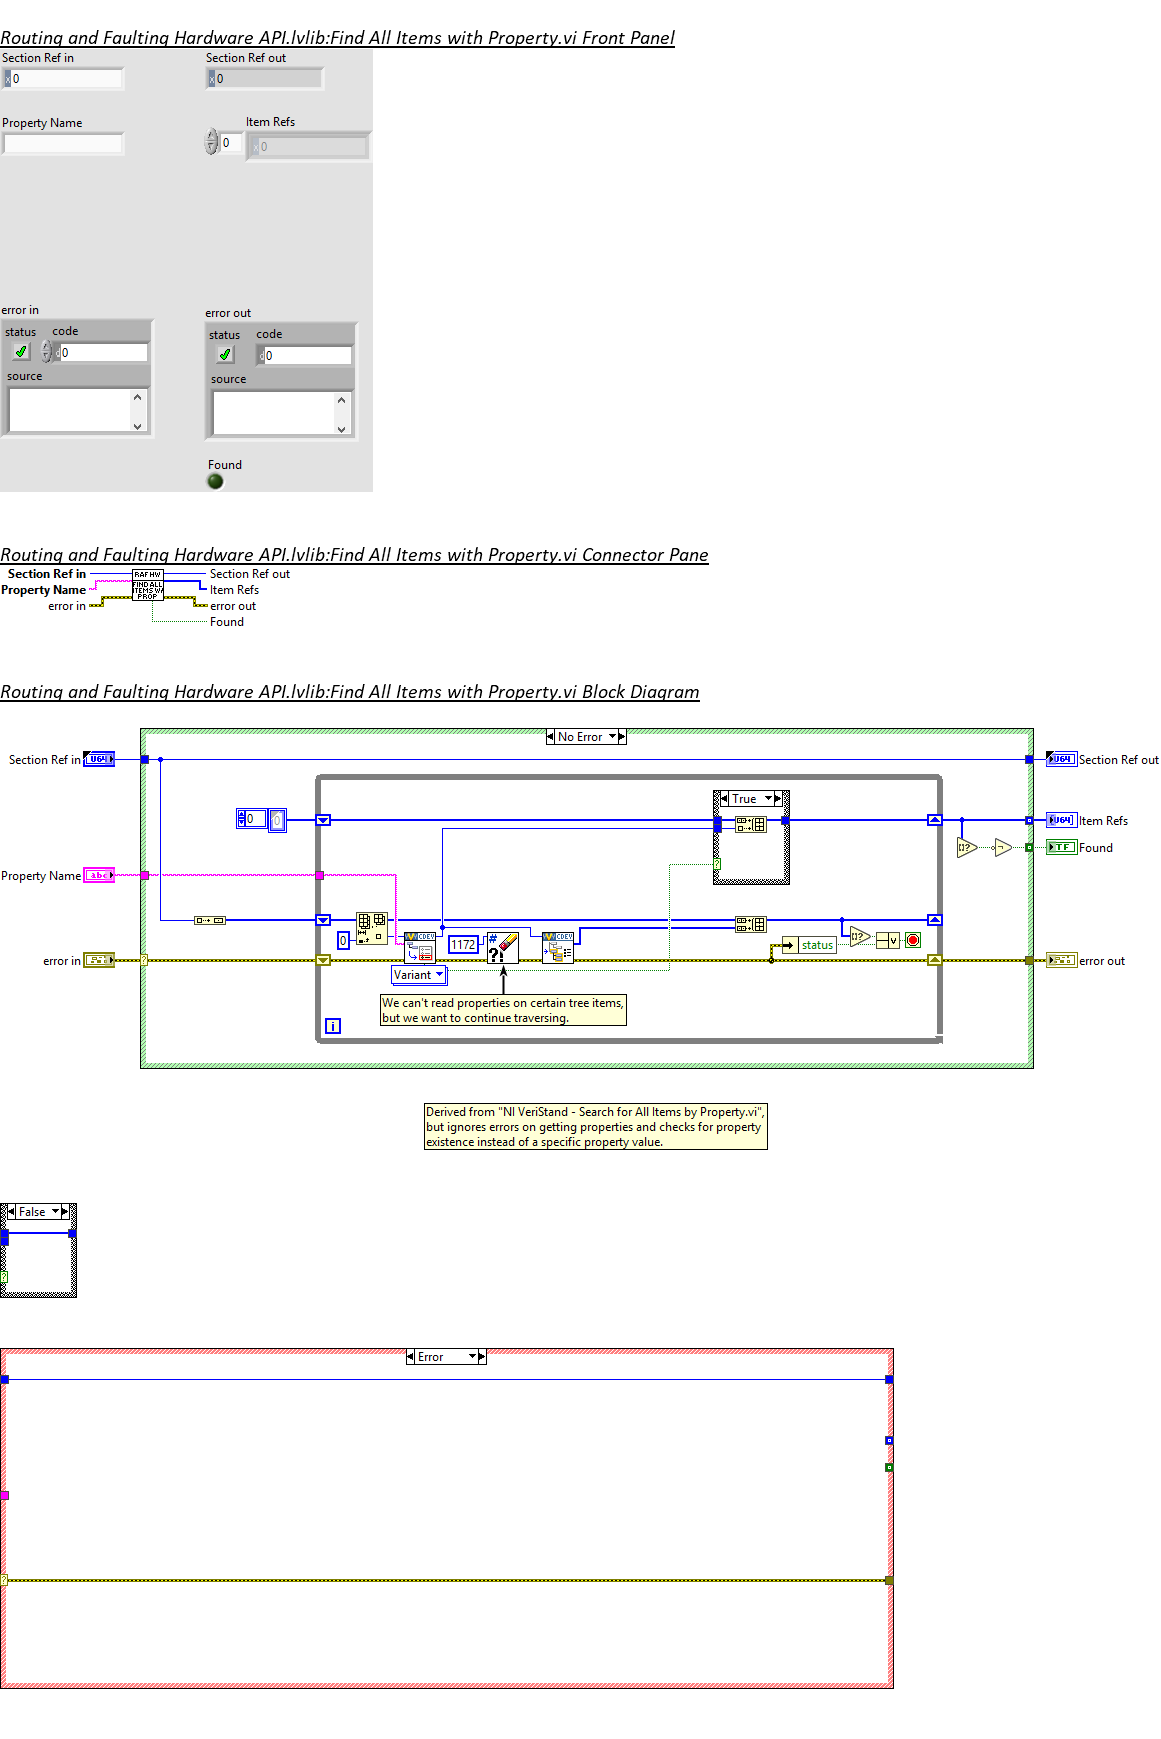 Routing and Faulting Hardware API.lvlib:Find All Items with Property.vi Front Panel
Section Ref in
Section Ref out
x 0
x 0
Property Name
Item Refs
0
x 0
error in
error out
status
code
status
code
d 0
d 0
source
source
Found
Routing and Faulting Hardware API.lvlib:Find All Items with Property.vi Connector Pane
Section Ref in
RAF HW
Section Ref out
Property Name
FIND ALL
Item Refs
ITEMS W/
error in
PROP
error out
Found
Routing and Faulting Hardware API.lvlib:Find All Items with Property.vi Block Diagram
No Error
Section Ref in
U64
U64
Section Ref out
True
0
0
[U64]
Item Refs
[]?
TF
Found
?
Property Name
abc
0
CDEV
1172
#
?!
CDEV
[]?
v
status
error in
?
error out
Variant
We can't read properties on certain tree items,
but we want to continue traversing.
i
Derived from "NI VeriStand - Search for All Items by Property.vi",
but ignores errors on getting properties and checks for property
existence instead of a specific property value.
False
?
Error
?